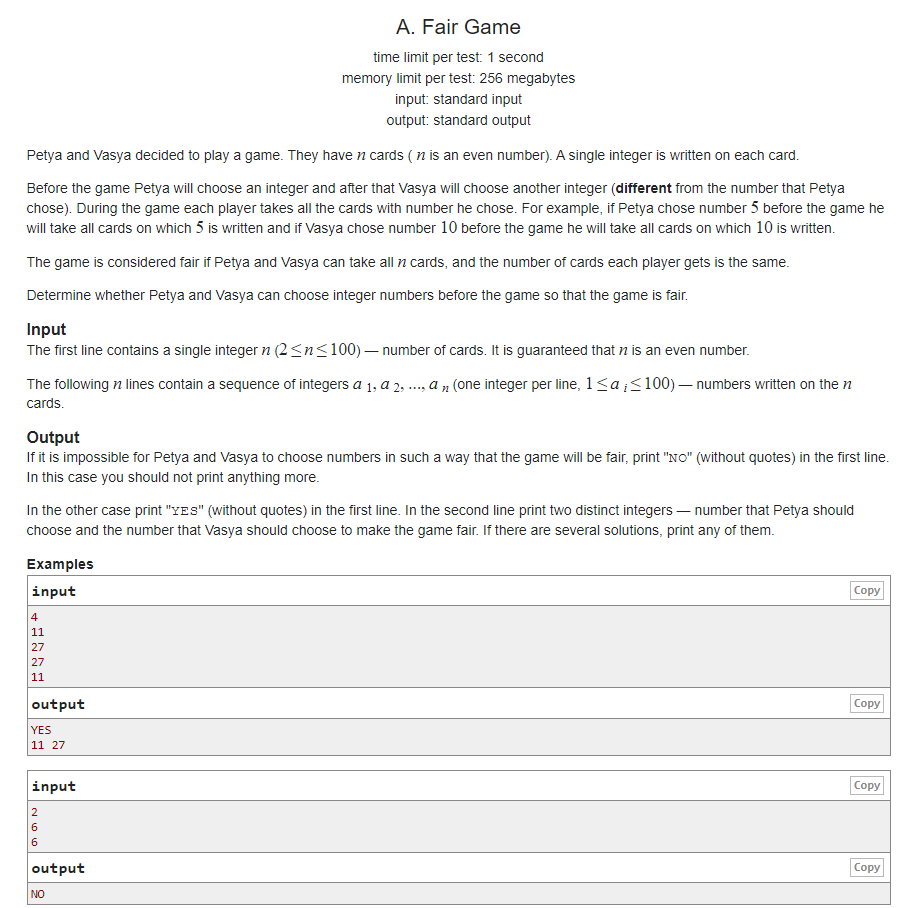 A. Fair Game
time limit per test: 1 second
memory limit per test: 256 megabytes
input: standard input
output: standard output
Petya and Vasya decided to play a game. They have n cards ( n is an even number). A single integer is written on each card.
Before the game Petya will choose an integer and after that Vasya will choose another integer (different from the number that Petya
chose). During the game each player takes all the cards with number he chose. For example, if Petya chose number 5 before the game he
will take all cards on which 5 is written and if Vasya chose number 10 before the game he will take all cards on which 10 is written.
The game is considered fair if Petya and Vasya can take all n cards, and the number of cards each player gets is the same.
Determine whether Petya and Vasya can choose integer numbers before the game so that the game is fair.
Input
The first line contains a single integer n (2 ≤ n ≤ 100) — number of cards. It is guaranteed that n is an even number.
The following n lines contain a sequence of integers a 1, a 2, ..., a n (one integer per line, 1 ≤ a i ≤ 100) — numbers written on the n
cards.
Output
If it is impossible for Petya and Vasya to choose numbers in such a way that the game will be fair, print "NO" (without quotes) in the first line.
In this case you should not print anything more.
In the other case print "YES" (without quotes) in the first line. In the second line print two distinct integers — number that Petya should
choose and the number that Vasya should choose to make the game fair. If there are several solutions, print any of them.
Examples
input Copy
4
11
27
27
11
output Copy
YES
11 27
input Copy
2
6
6
output Copy
NO